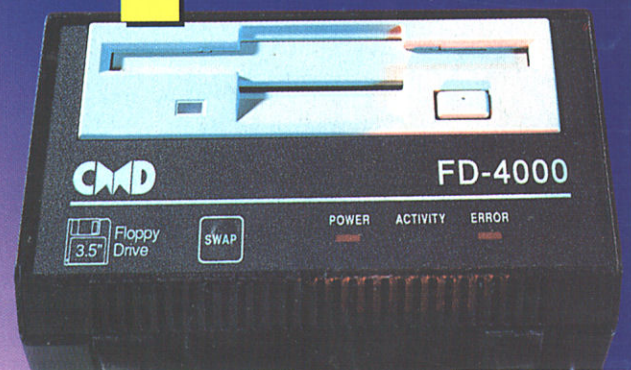 CMD FD-4000
POWER ACTIVITY ERROR
3.5" Floppy
Drive
SWAP